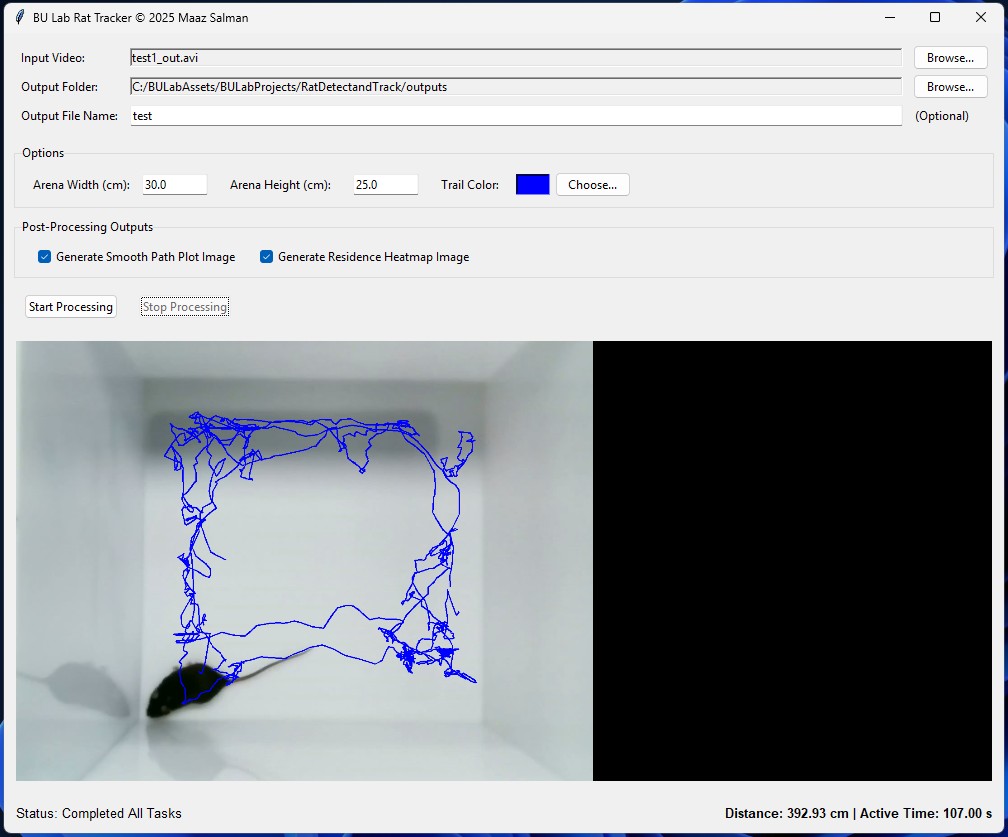 BU Lab Rat Tracker © 2025 Maaz Salman
Input Video: test1_out.avi Browse...
Output Folder: C:/BULabAssets/BULabProjects/RatDetectandTrack/outputs Browse...
Output File Name: test (Optional)
Options
Arena Width (cm): 30.0 Arena Height (cm): 25.0 Trail Color: Choose...
Post-Processing Outputs
Generate Smooth Path Plot Image Generate Residence Heatmap Image
Start Processing Stop Processing
Status: Completed All Tasks Distance: 392.93 cm | Active Time: 107.00 s